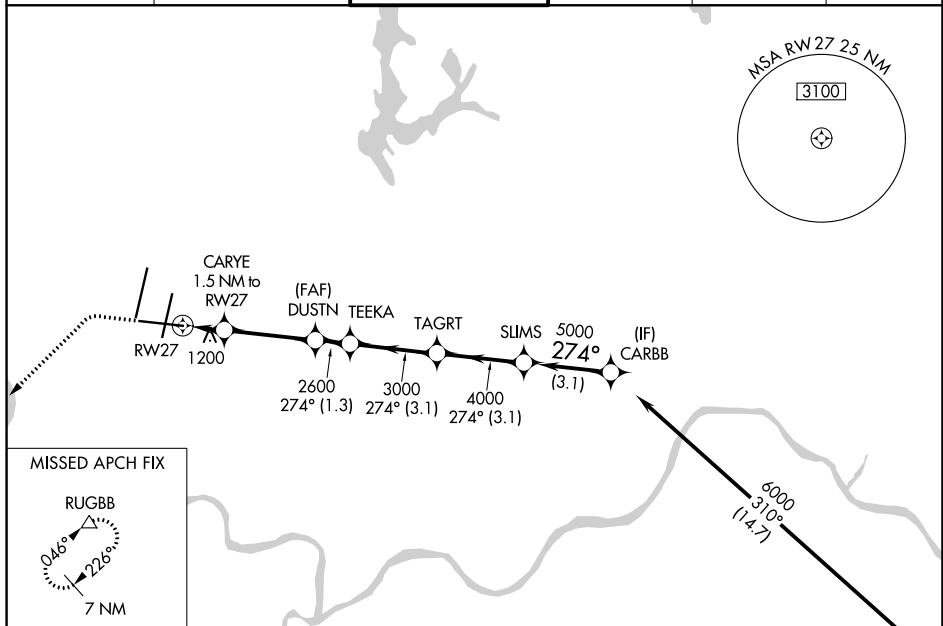 MSA RW27 25 NM
3100
CARYE
1.5 NM to
RW27
(FAF)
DUSTN
TEEKA
TAGRT
SLIMS
5000
274°
(3.1)
(IF)
CARBB
RW27
1200
2600
274° (1.3)
3000
274° (3.1)
4000
274° (3.1)
6000
310°
(14.7)
MISSED APCH FIX
RUGBB
046°
226°
7 NM